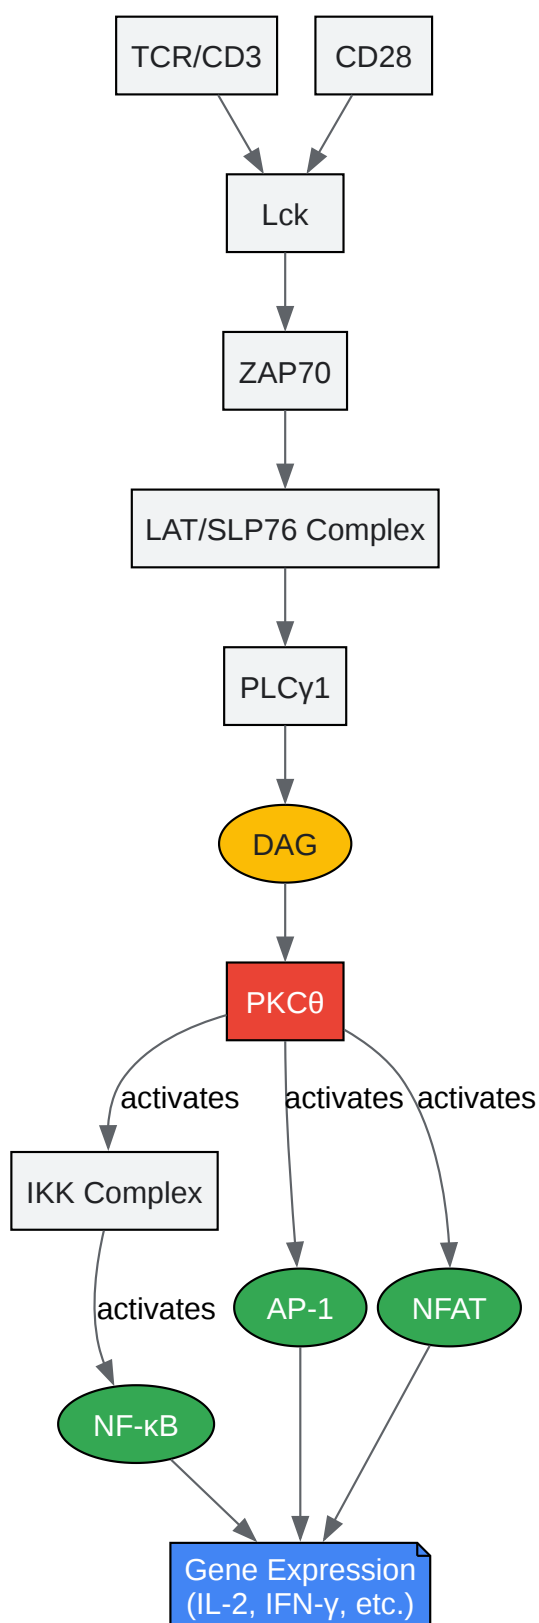 TCR/CD3
CD28
Lck
ZAP70
LAT/SLP76 Complex
PLCγ1
DAG
PKCθ
activates
activates
activates
IKK Complex
activates
AP-1
NFAT
NF-κB
Gene Expression
(IL-2, IFN-γ, etc.)